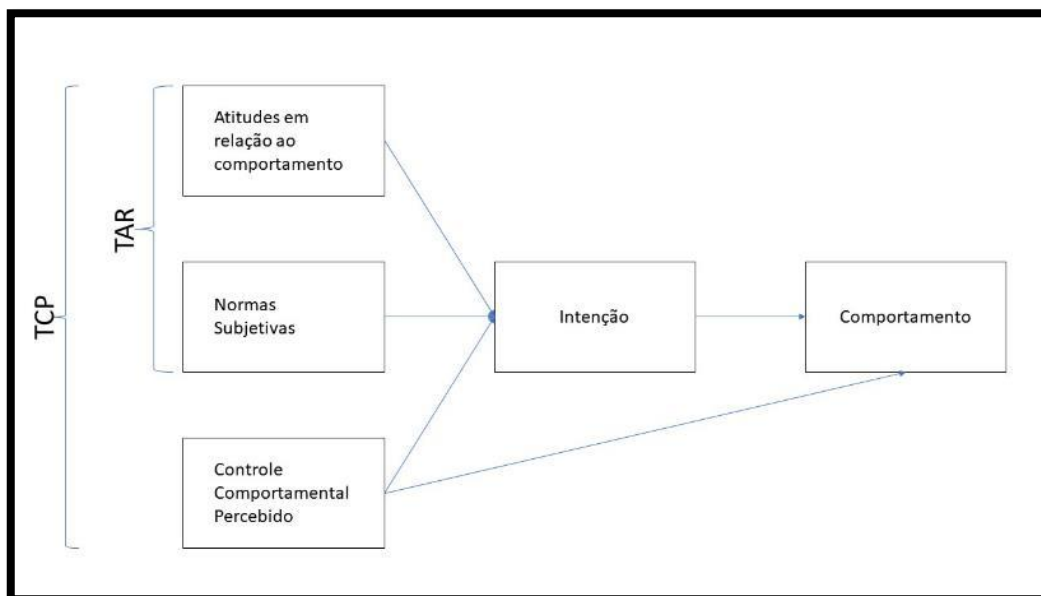 TCP
TAR
Atitudes em
relação ao
comportamento
Normas
Subjetivas
Controle
Comportamental
Percebido
Intenção
Comportamento